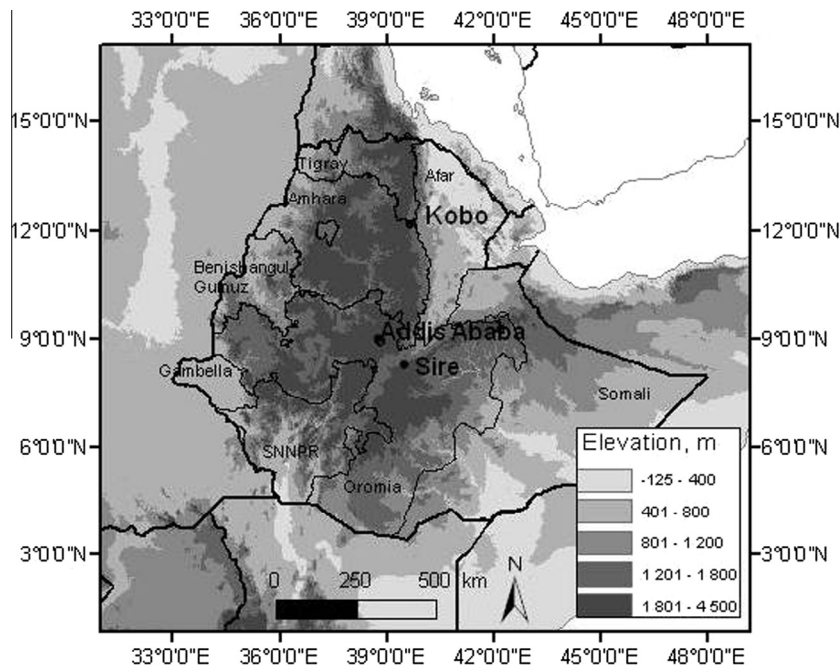 33°0'0"E 36°0'0"E 39°0'0"E 42°0'0"E 45°0'0"E 48°0'0"E
15°0'0"N 15°0'0"N
Tigray
Afar
Amhara
Kobo
12°0'0"N 12°0'0"N
Benishangul
Gumuz
9°0'0"N Addis Ababa 9°0'0"N
Gambella
Sire
Somali
6°0'0"N 6°0'0"N
SNNPR
Oromia
3°0'0"N 3°0'0"N
Elevation, m
-125 - 400
401 - 800
801 - 1 200
1 201 - 1 800
1 801 - 4 500
0 250 500 km
N
33°0'0"E 36°0'0"E 39°0'0"E 42°0'0"E 45°0'0"E 48°0'0"E